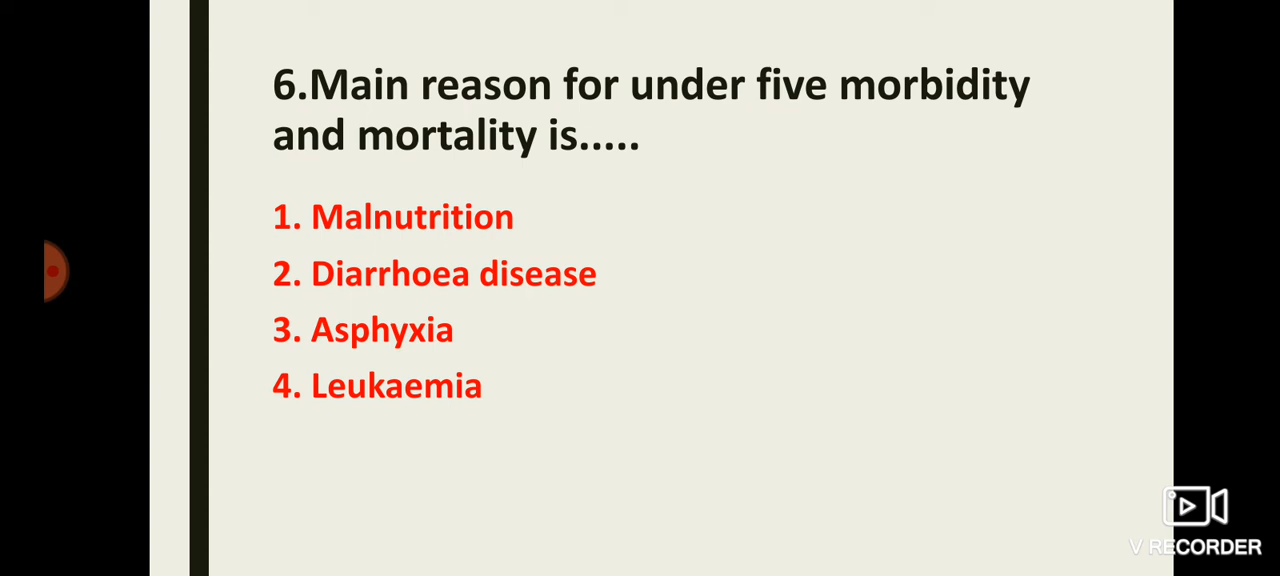 6.Main reason for under five morbidity
and mortality is.....
1. Malnutrition
2. Diarrhoea disease
3. Asphyxia
4. Leukaemia
V RECORDER